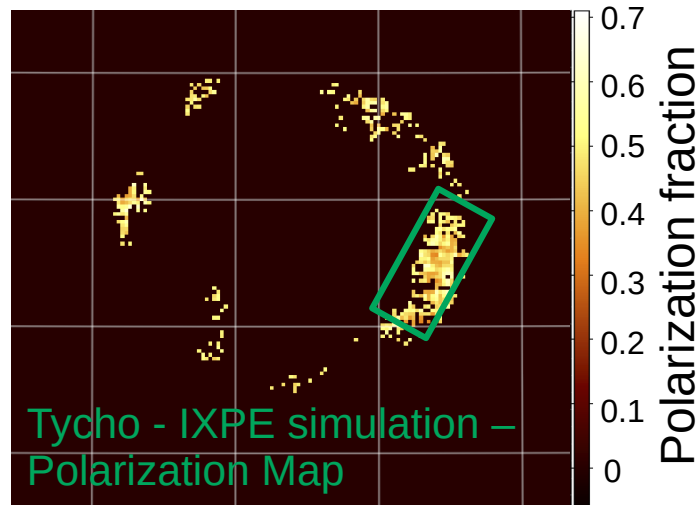 0.7
0.6
0.5
0.4
0.3
0.2
0.1
0
Polarization fraction
Tycho - IXPE simulation –
Polarization Map